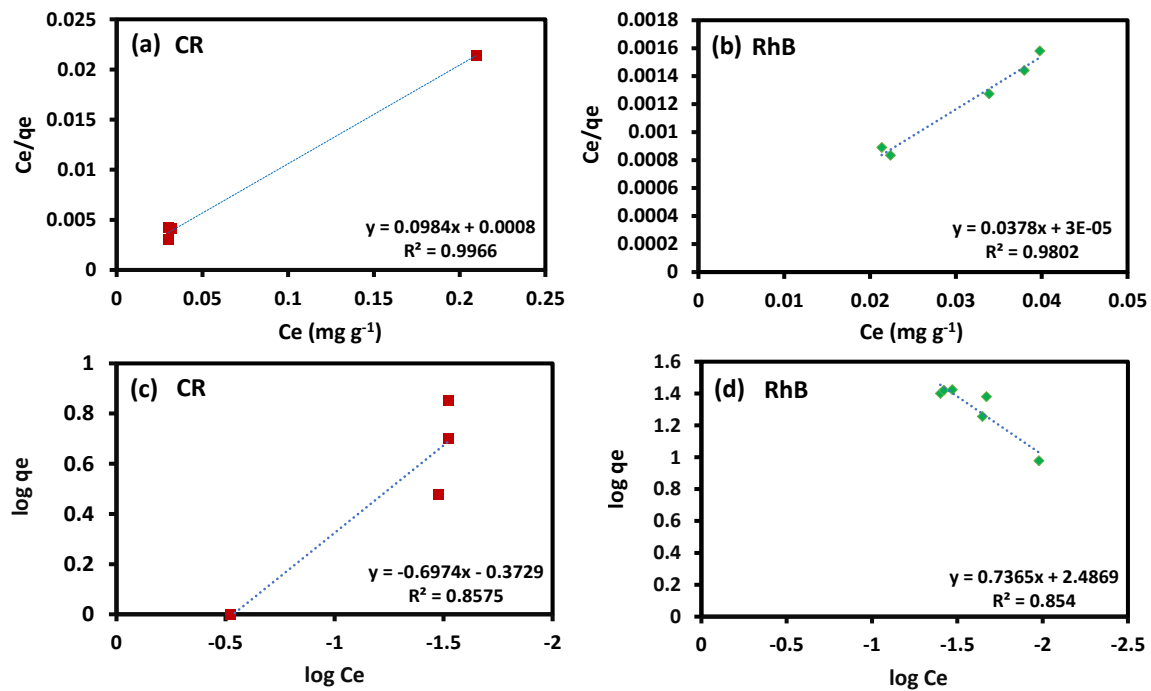 (a) CR
Ce/qe
0.025
0.02
0.015
0.01
0.005
0
y = 0.0984x + 0.0008
R² = 0.9966
0 0.05 0.1 0.15 0.2 0.25
Ce (mg g⁻¹)
(b) RhB
Ce/qe
0.0018
0.0016
0.0014
0.0012
0.001
0.0008
0.0006
0.0004
0.0002
0
y = 0.0378x + 3E-05
R² = 0.9802
0 0.01 0.02 0.03 0.04 0.05
Ce (mg g⁻¹)
(c) CR
log qe
1
0.8
0.6
0.4
0.2
0
y = -0.6974x - 0.3729
R² = 0.8575
0 -0.5 -1 -1.5 -2
log Ce
(d) RhB
log qe
1.6
1.4
1.2
1
0.8
0.6
0.4
0.2
0
y = 0.7365x + 2.4869
R² = 0.854
0 -0.5 -1 -1.5 -2 -2.5
log Ce